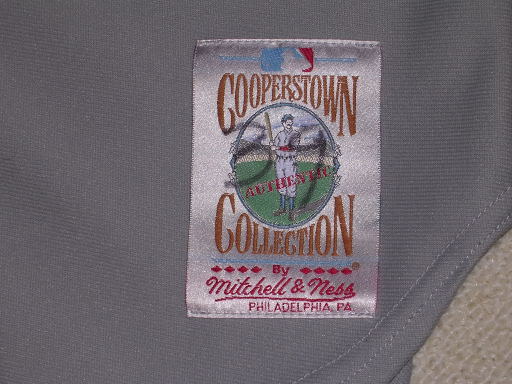 COOPERSTOWN
AUTHENTIC
COLLECTION
By
Mitchell & Ness
PHILADELPHIA, PA.